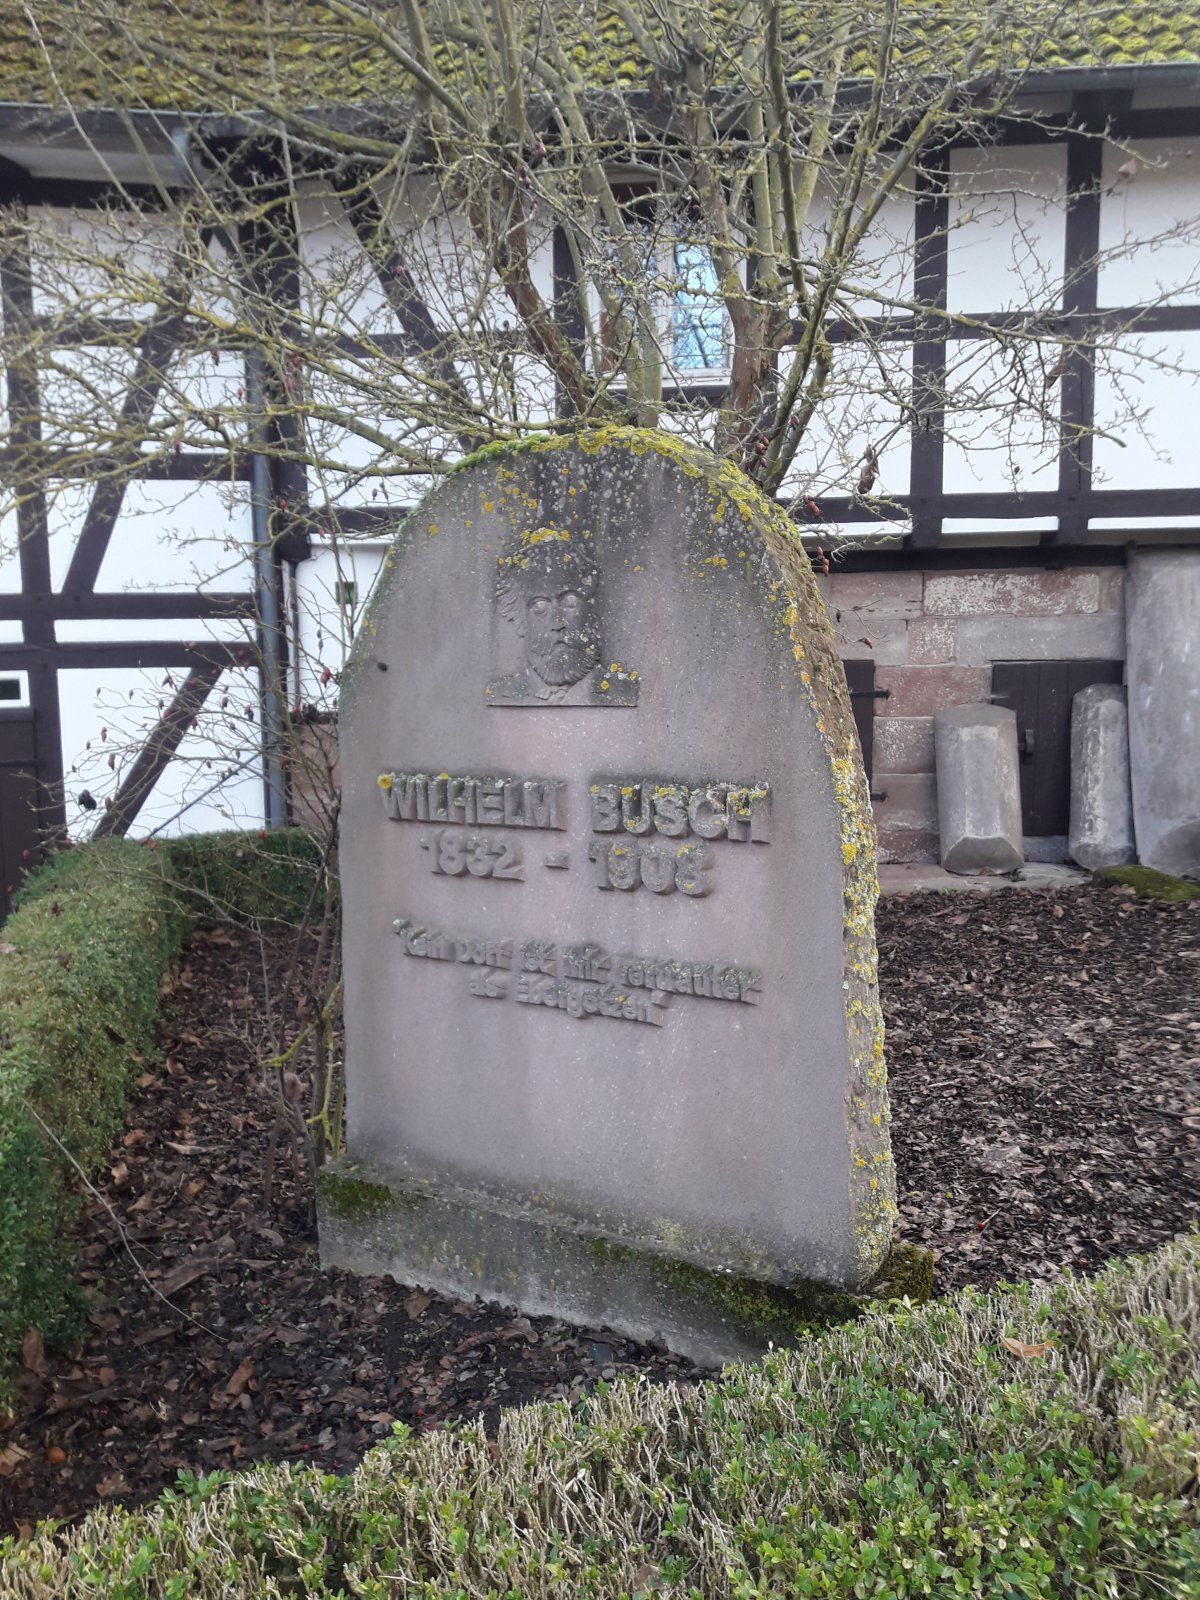 WILHELM BUSCH
1832 - 1908
"Kein Dorf ist mir vertrauter
als Ebergötzen"